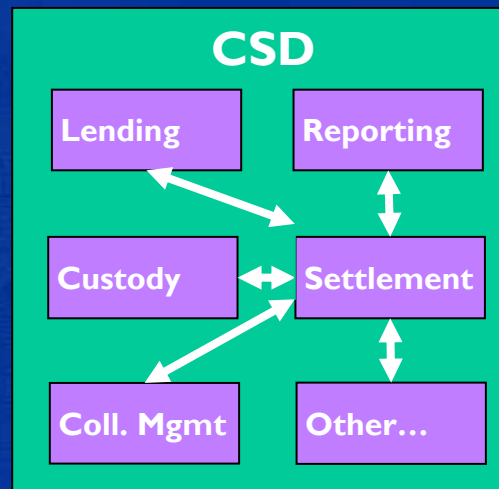 CSD
Lending
Reporting
Custody
Settlement
Coll. Mgmt
Other…